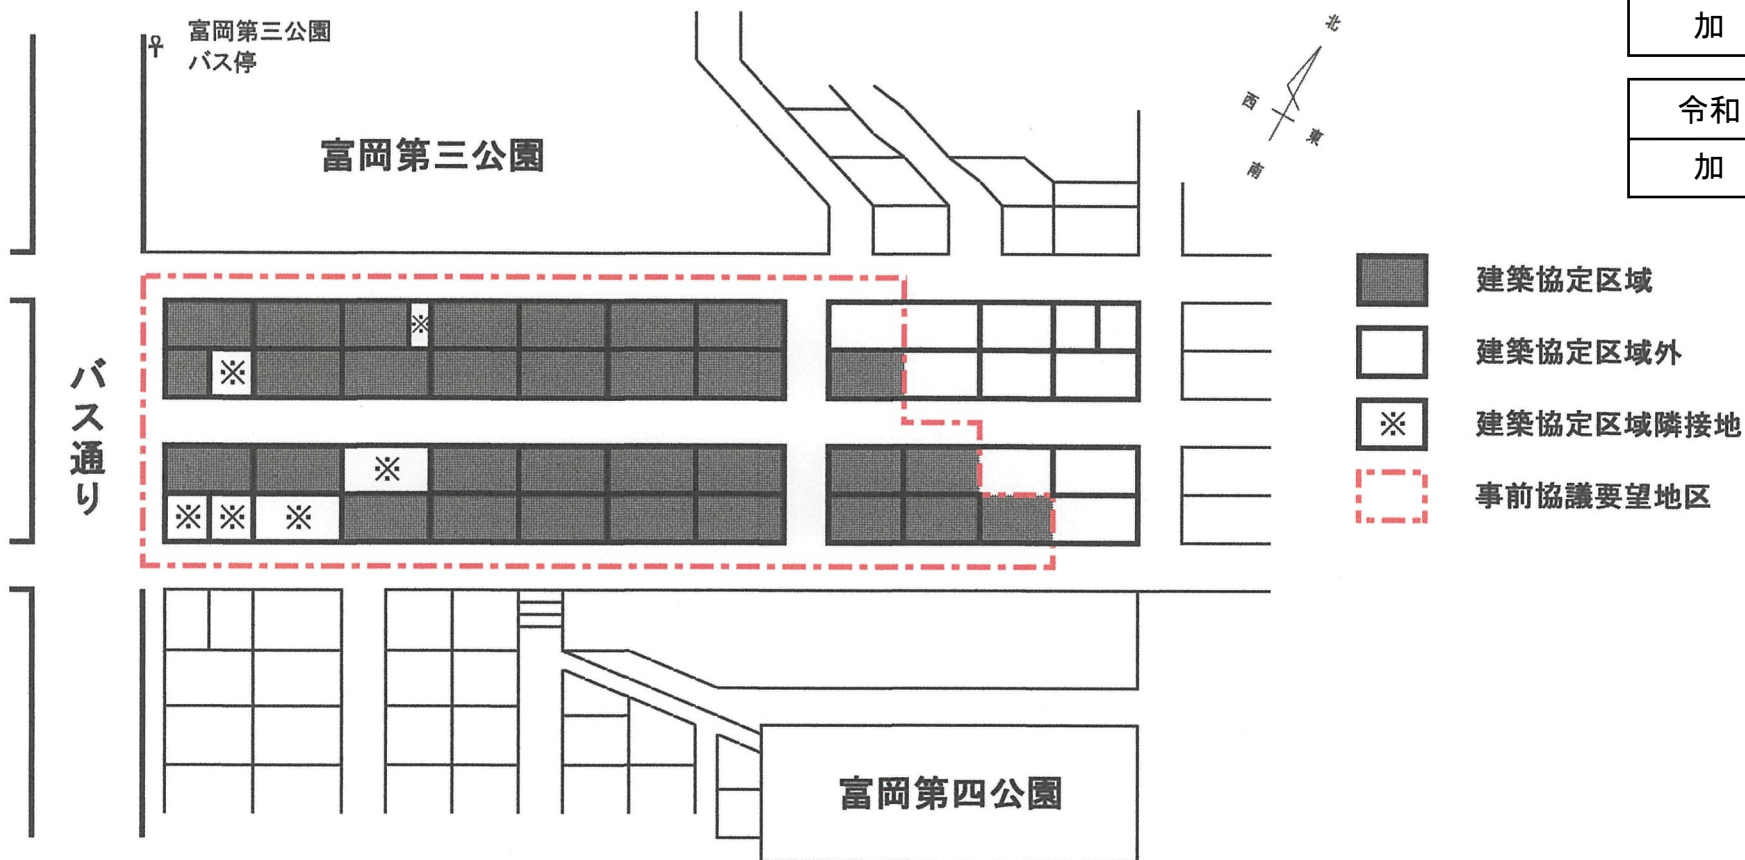 富岡第三公園
バス停
富岡第三公園
北
西
東
南
加
令和
加
※
※
※
※
※
※
バス通り
建築協定区域
建築協定区域外
※
建築協定区域隣接地
事前協議要望地区
富岡第四公園